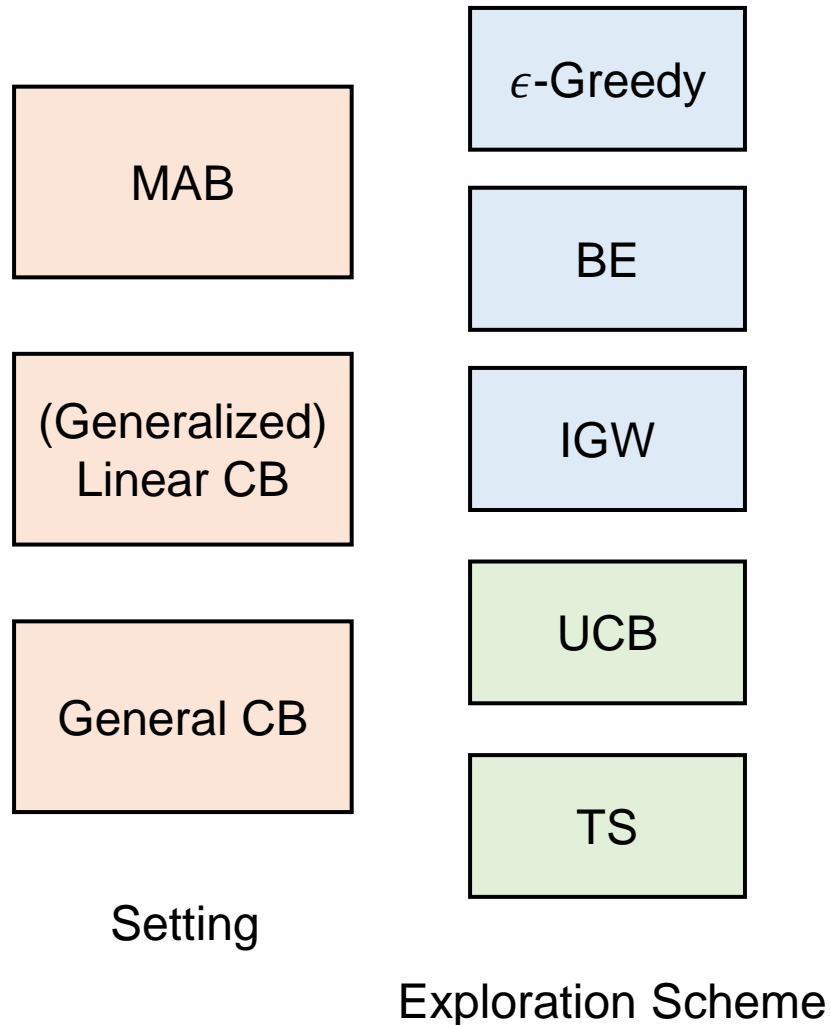 MAB
(Generalized)
Linear CB
General CB
Setting
ϵ-Greedy
BE
IGW
UCB
TS
Exploration Scheme